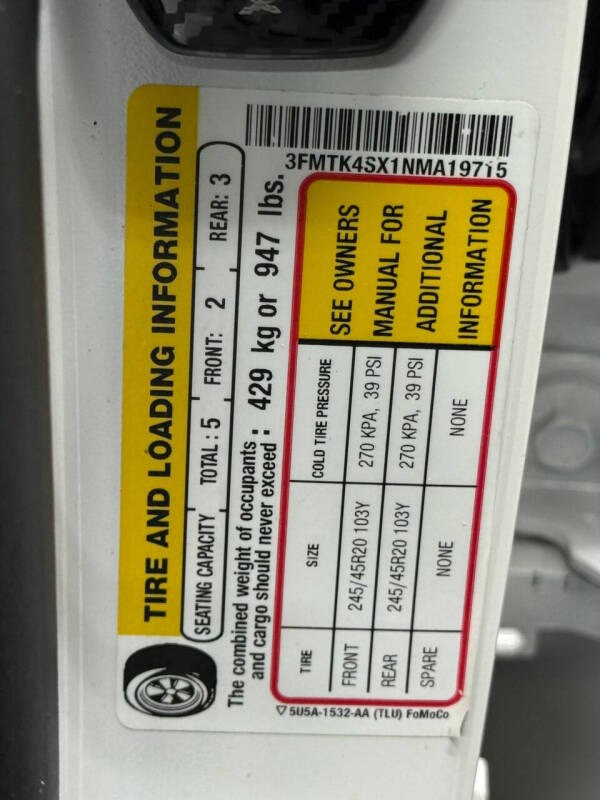 TIRE AND LOADING INFORMATION
SEATING CAPACITY TOTAL: 5 FRONT: 2 REAR: 3
The combined weight of occupants
and cargo should never exceed : 429 kg or 947 lbs.
3FMTK4SX1NMA19715
TIRE SIZE COLD TIRE PRESSURE
FRONT 245/45R20 103Y 270 KPA, 39 PSI
REAR 245/45R20 103Y 270 KPA, 39 PSI
SPARE NONE NONE
SEE OWNERS
MANUAL FOR
ADDITIONAL
INFORMATION
▽ 5U5A-1532-AA (TLU) FoMoCo